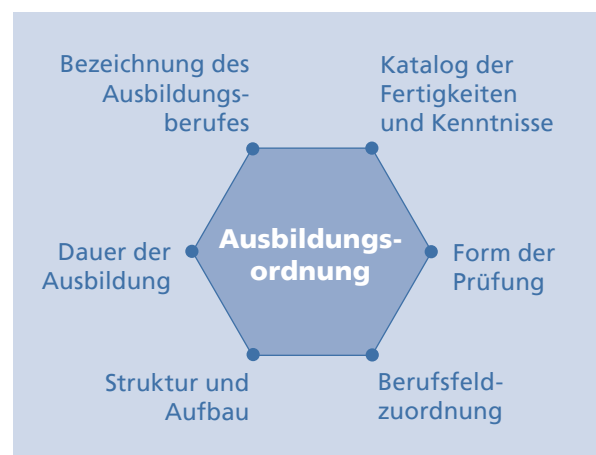 Bezeichnung des
Ausbildungs-
berufes
Katalog der
Fertigkeiten
und Kenntnisse
Dauer der
Ausbildung
Ausbildungs-
ordnung
Form der
Prüfung
Struktur und
Aufbau
Berufsfeld-
zuordnung